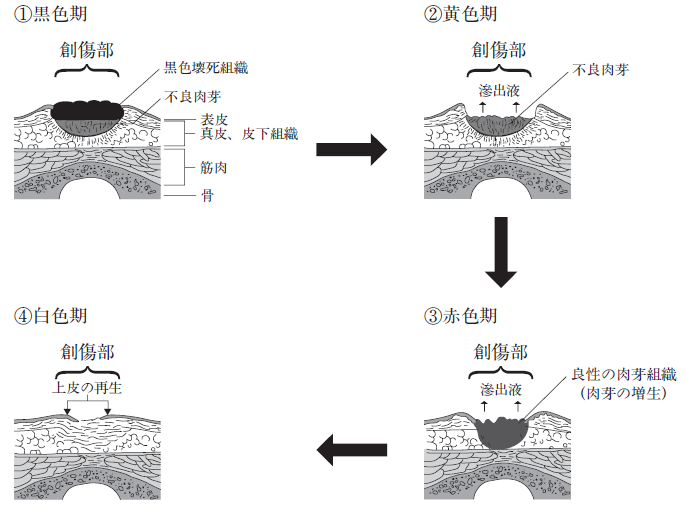 ①黒色期
創傷部
黒色壊死組織
不良肉芽
表皮
真皮、皮下組織
筋肉
骨
②黄色期
創傷部
滲出液
不良肉芽
③赤色期
創傷部
滲出液
良性の肉芽組織
(肉芽の増生)
④白色期
創傷部
上皮の再生